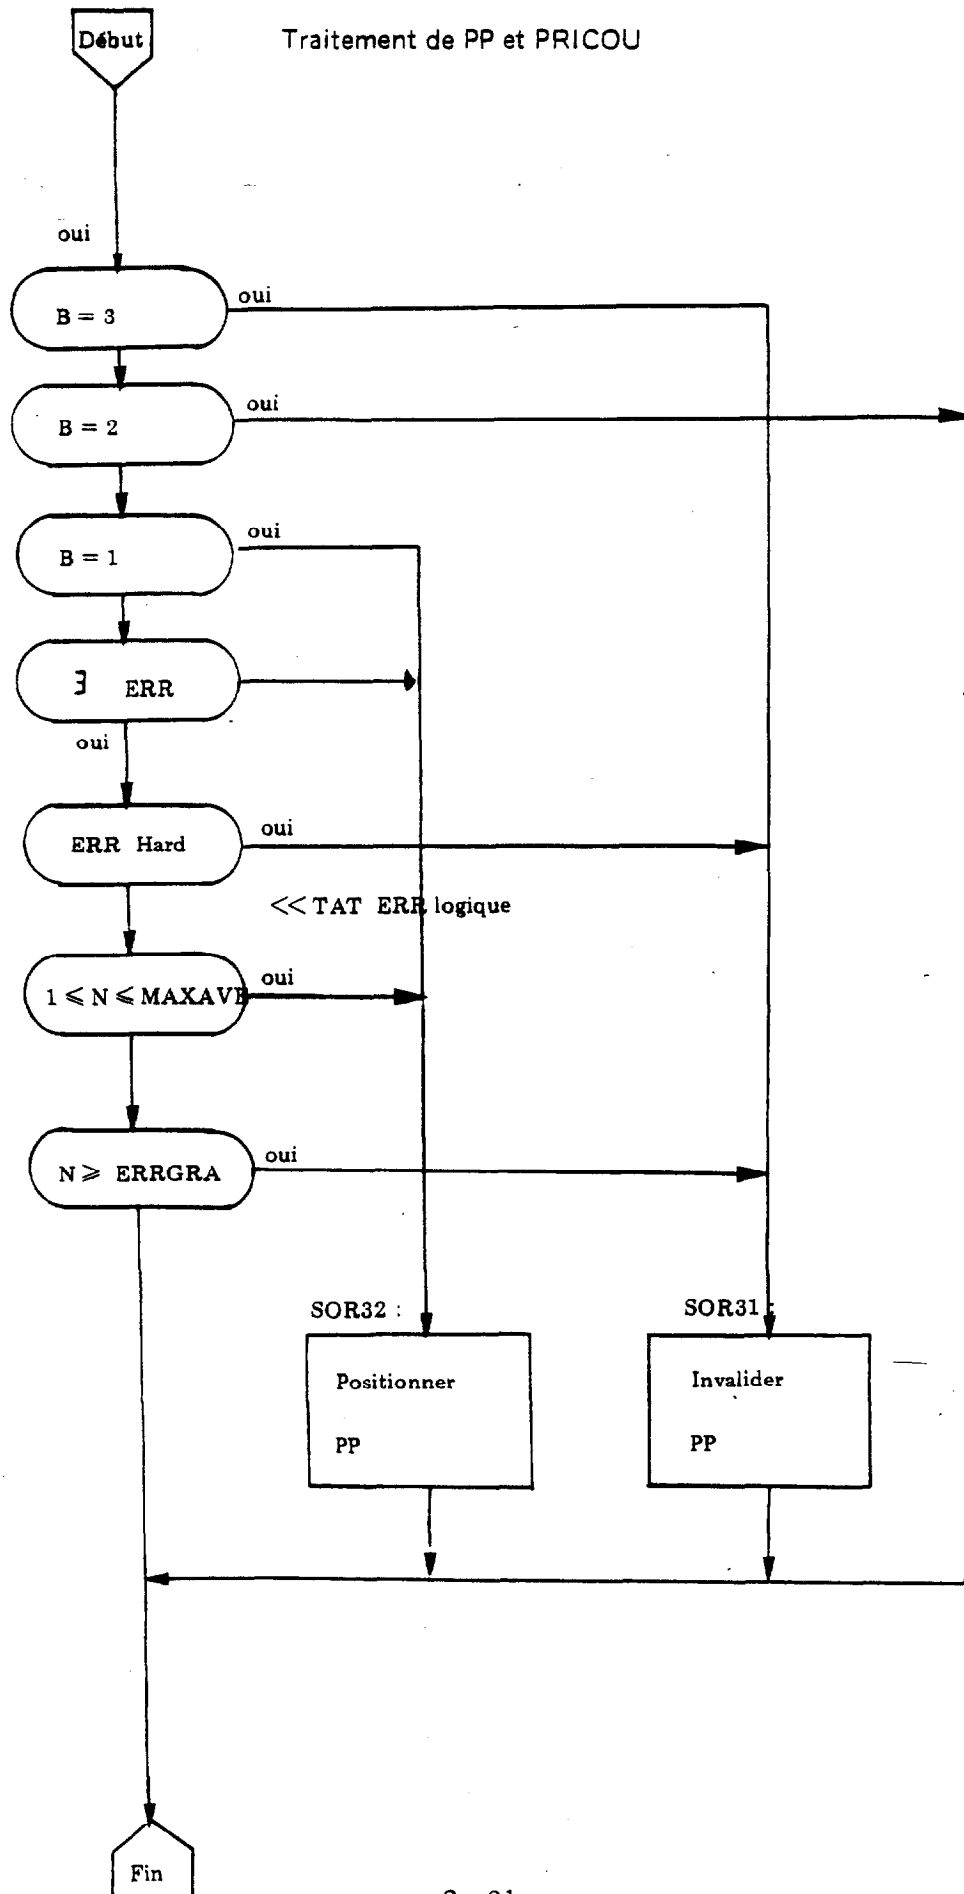 Début
Traitement de PP et PRICOU
oui
B = 3
oui
B = 2
oui
B = 1
oui
∃ ERR
oui
ERR Hard
oui
<< TAT ERR logique
1 ⩽ N ⩽ MAXAVE
oui
N ⩾ ERRGRA
oui
SOR32 :
SOR31 :
Positionner
PP
Invalider
PP
Fin